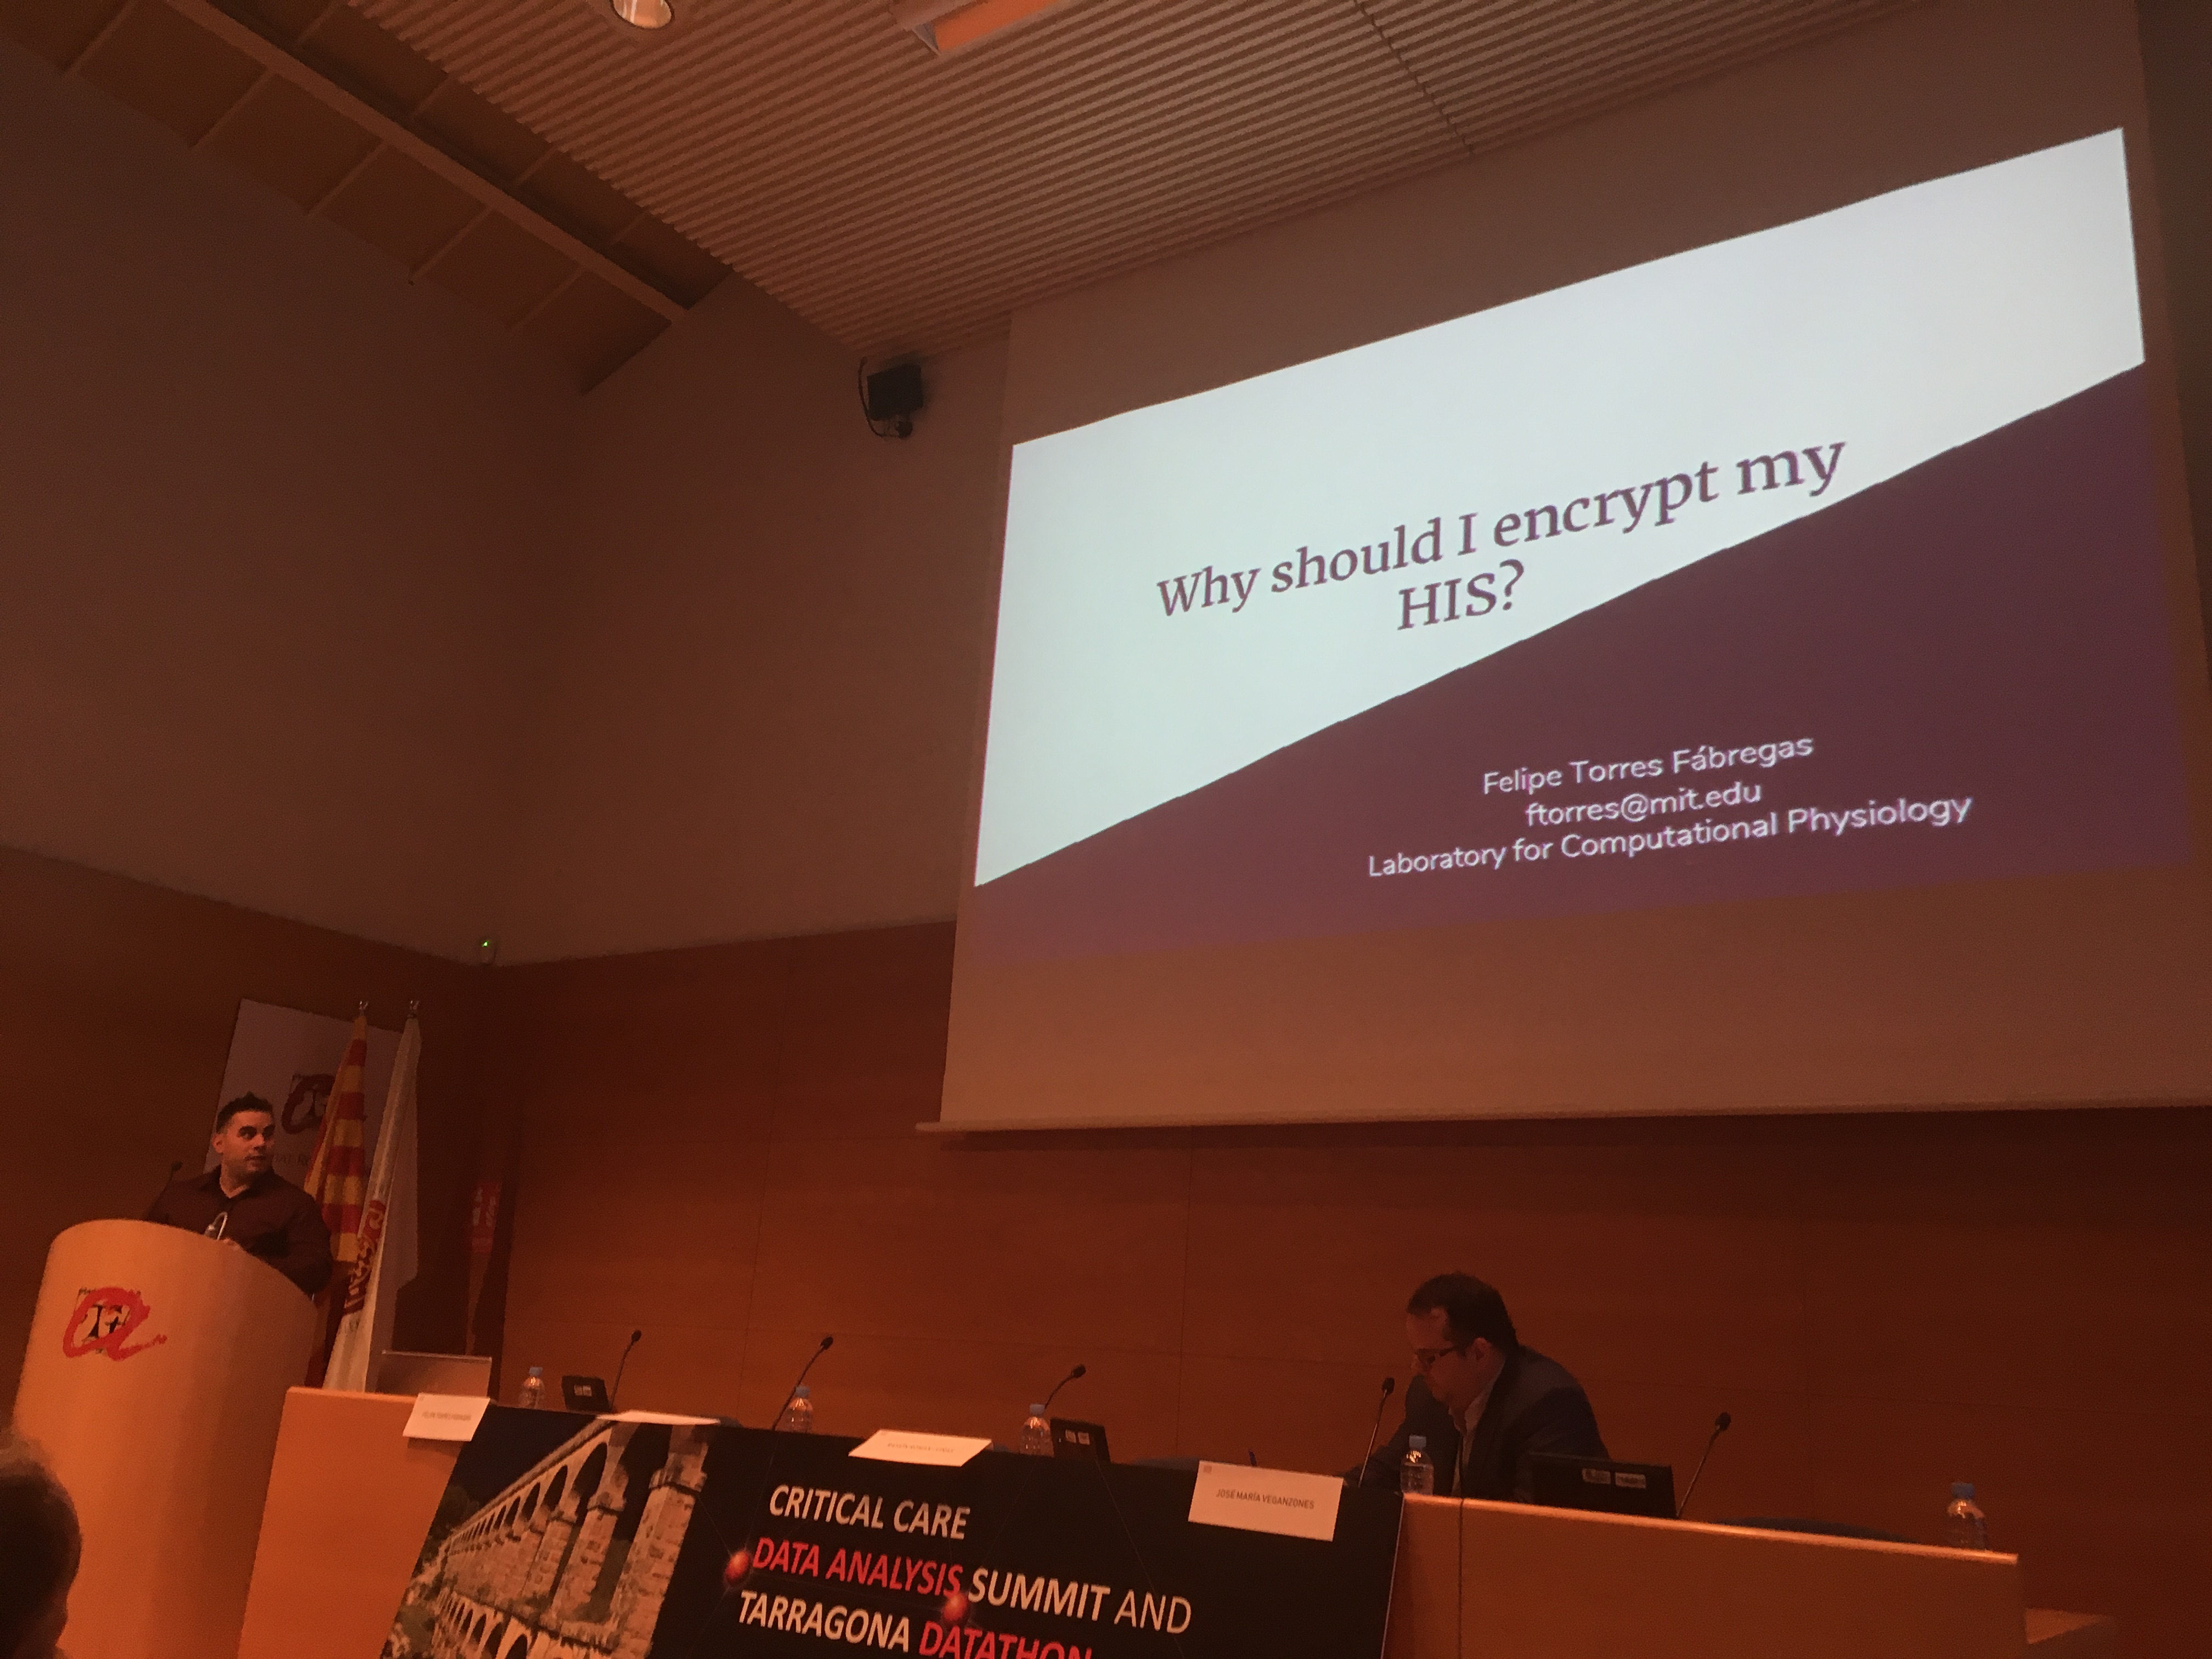 Why should I encrypt my
HIS?
Felipe Torres Fábregas
ftorres@mit.edu
Laboratory for Computational Physiology
JOSÉ MARÍA VEGANZONES
CRITICAL CARE
DATA ANALYSIS SUMMIT AND
TARRAGONA DATATHON